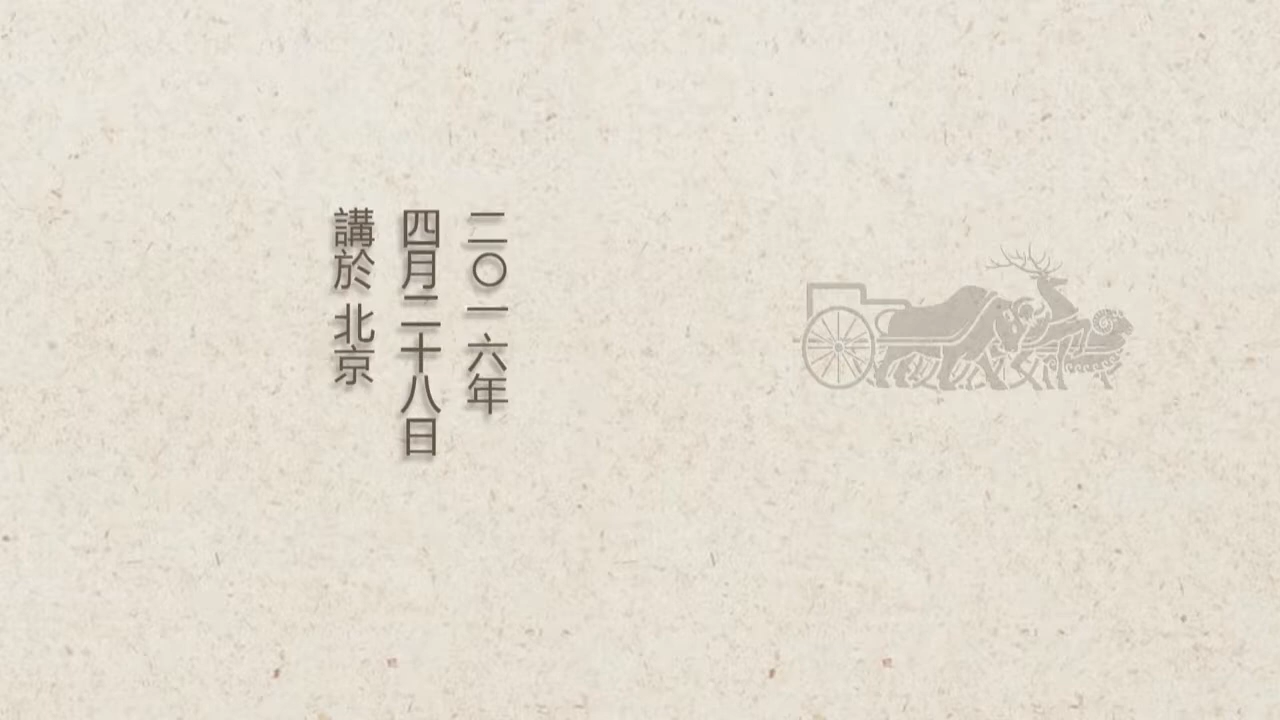 二〇一六年
四月二十八日
講於 北京